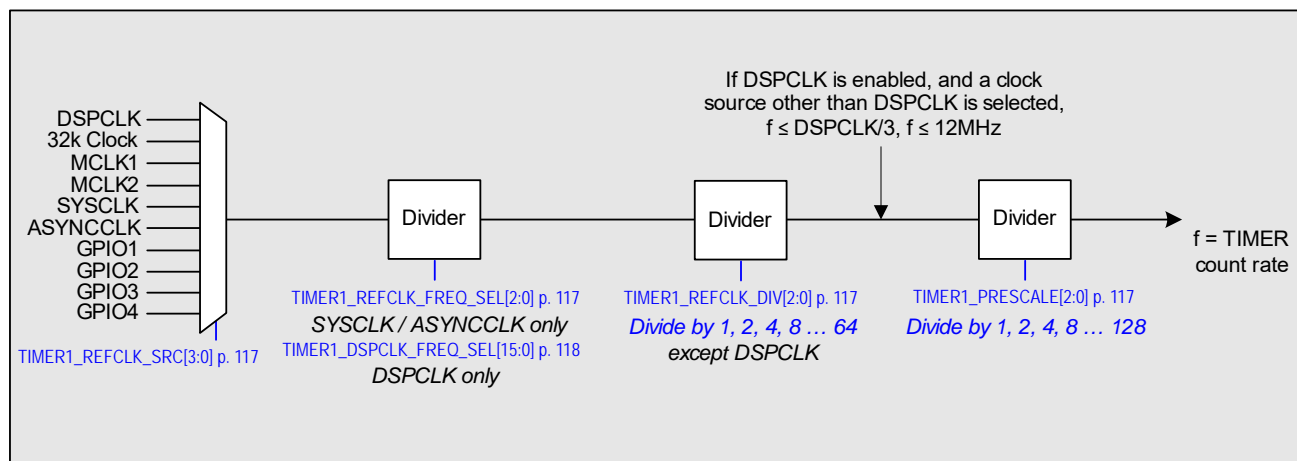 If DSPCLK is enabled, and a clock
source other than DSPCLK is selected,
f ≤ DSPCLK/3, f ≤ 12MHz
DSPCLK
32k Clock
MCLK1
MCLK2
SYSCLK
ASYNCCLK
GPIO1
GPIO2
GPIO3
GPIO4
TIMER1_REFCLK_SRC[3:0] p. 117
Divider
TIMER1_REFCLK_FREQ_SEL[2:0] p. 117
SYSCLK / ASYNCCLK only
TIMER1_DSPCLK_FREQ_SEL[15:0] p. 118
DSPCLK only
Divider
TIMER1_REFCLK_DIV[2:0] p. 117
Divide by 1, 2, 4, 8 … 64
except DSPCLK
Divider
TIMER1_PRESCALE[2:0] p. 117
Divide by 1, 2, 4, 8 … 128
f = TIMER
count rate